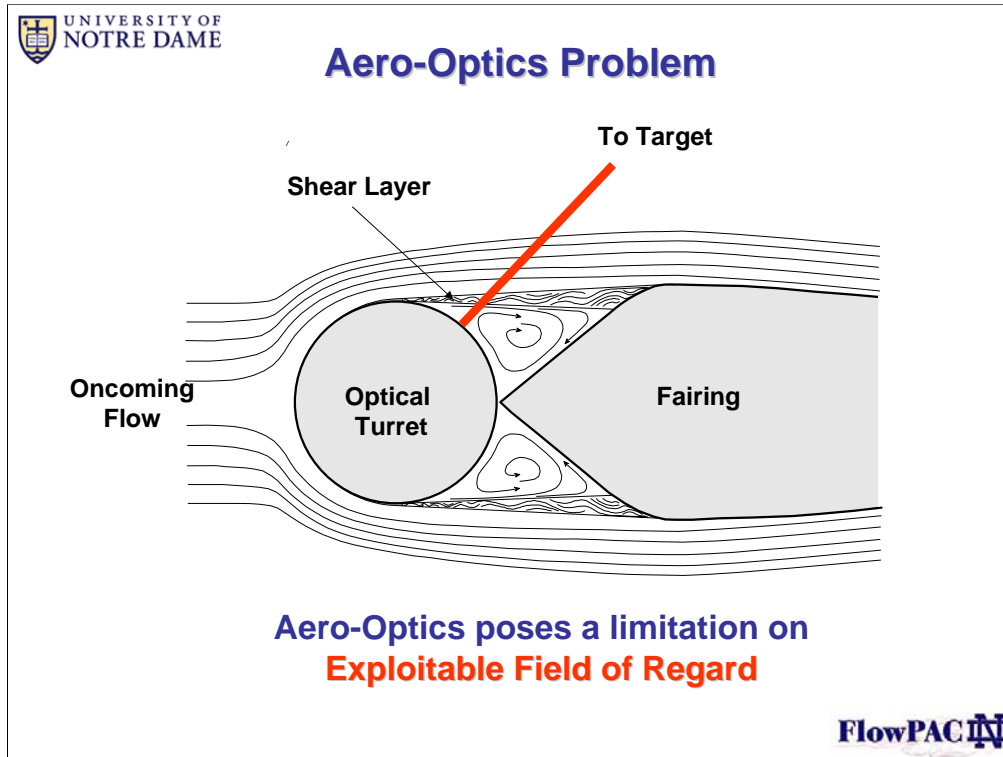 UNIVERSITY OF
NOTRE DAME
Aero-Optics Problem
To Target
Shear Layer
Oncoming
Flow
Optical
Turret
Fairing
Aero-Optics poses a limitation on
Exploitable Field of Regard
FlowPAC ND